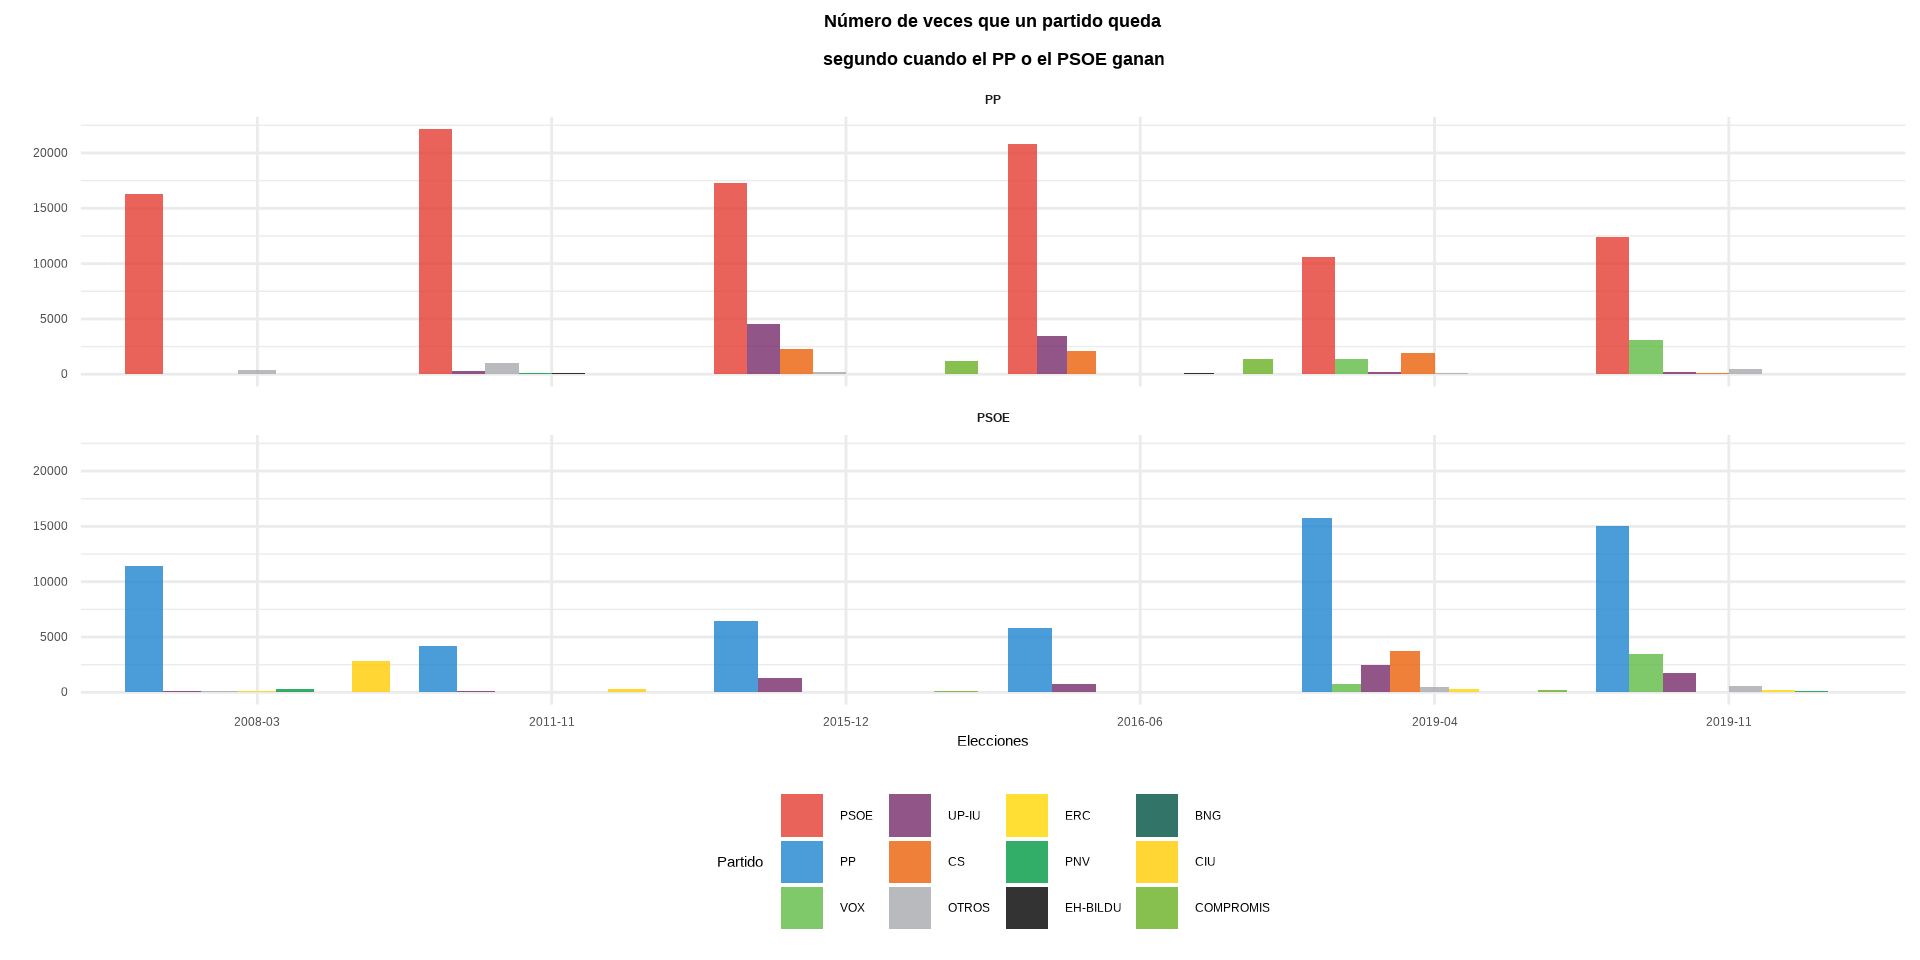 Número de veces que un partido queda
segundo cuando el PP o el PSOE ganan
PP
20000
15000
10000
5000
0
PSOE
20000
15000
10000
5000
0
2008-03 2011-11 2015-12 2016-06 2019-04 2019-11
Elecciones
Partido
PSOE UP-IU ERC BNG
PP CS PNV CIU
VOX OTROS EH-BILDU COMPROMIS